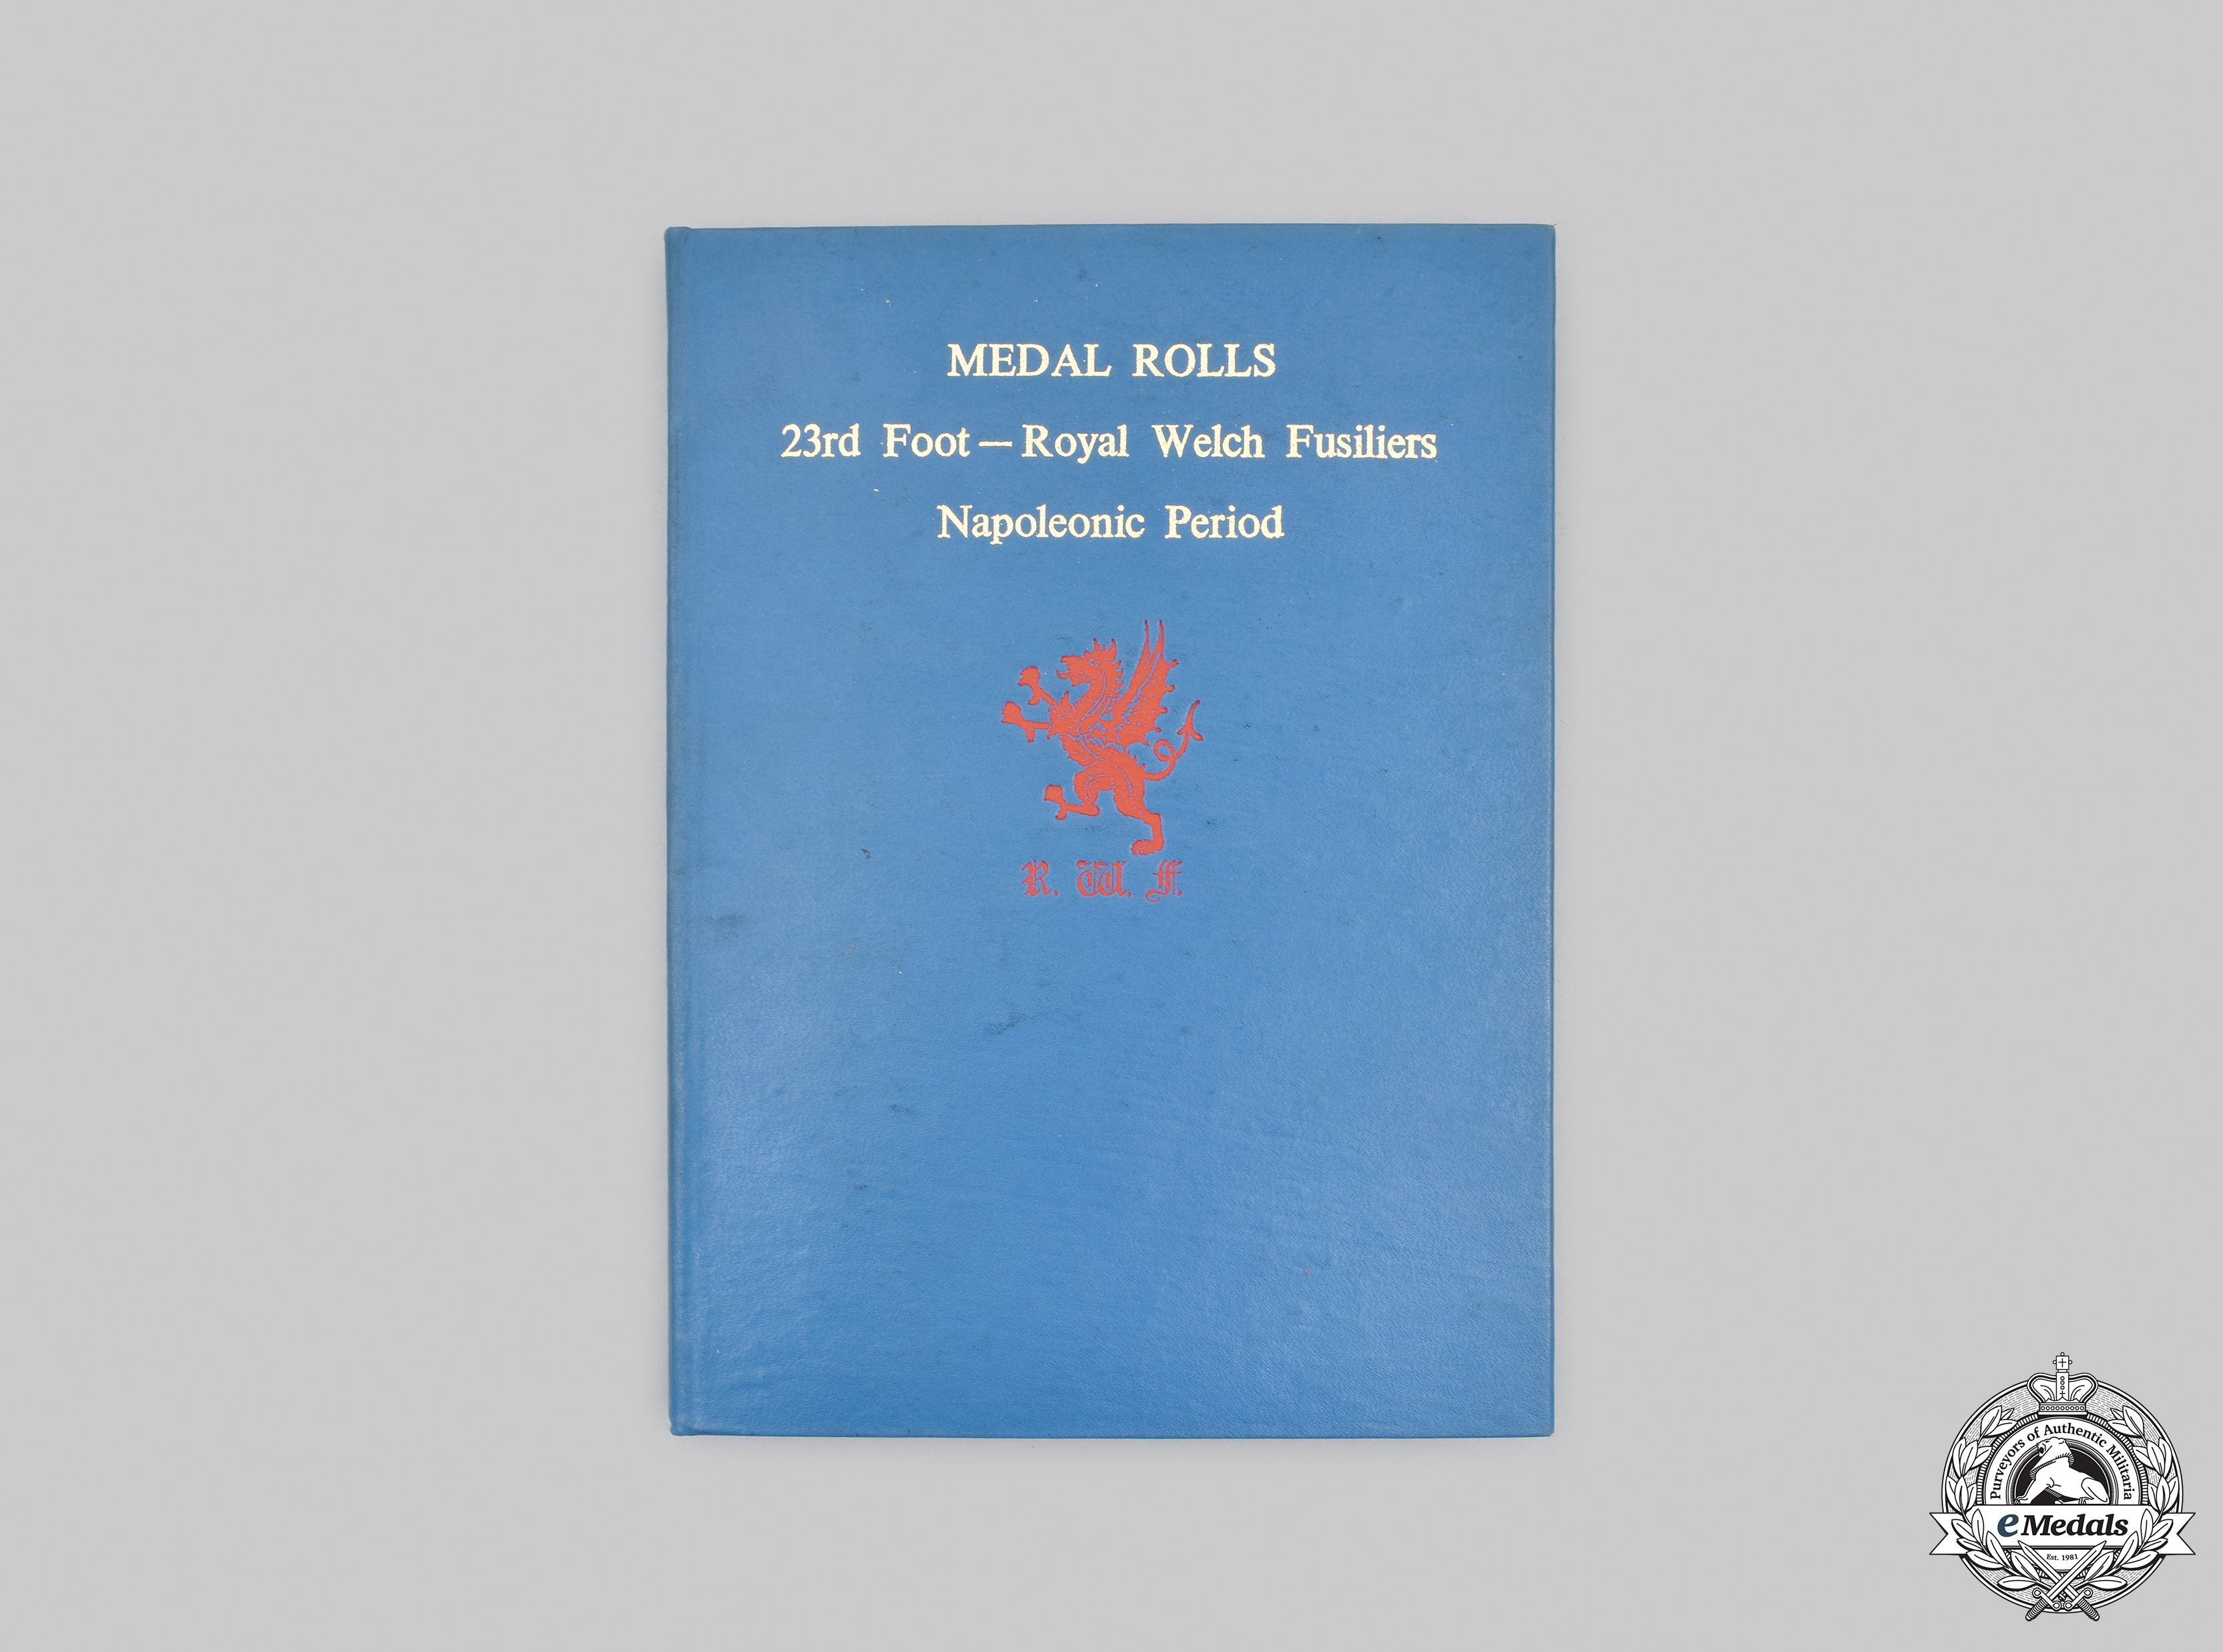 MEDAL ROLLS
23rd Foot — Royal Welch Fusiliers
Napoleonic Period
R. W. F.
Purveyors of Authentic Militaria
eMedals
Est. 1981